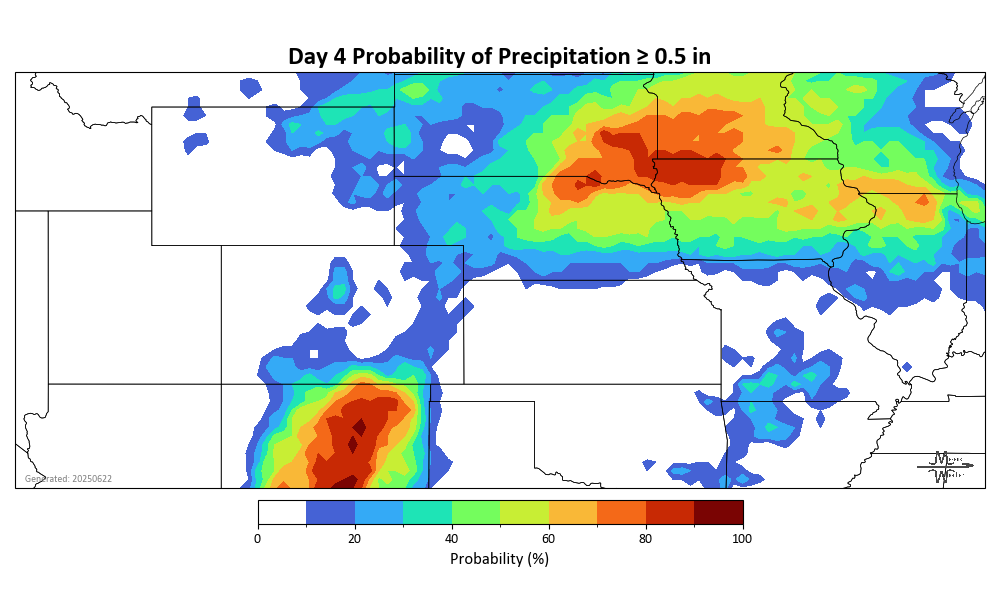 Day 4 Probability of Precipitation ≥ 0.5 in
Generated: 20250622
0 20 40 60 80 100
Probability (%)